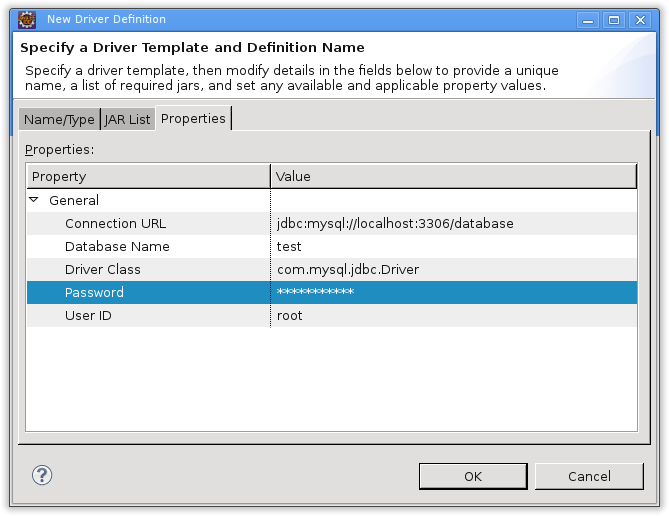 New Driver Definition
Specify a Driver Template and Definition Name
Specify a driver template, then modify details in the fields below to provide a unique
name, a list of required jars, and set any available and applicable property values.
Name/Type JAR List Properties
Properties:
Property Value
General
Connection URL jdbc:mysql://localhost:3306/database
Database Name test
Driver Class com.mysql.jdbc.Driver
Password ************
User ID root
? OK Cancel